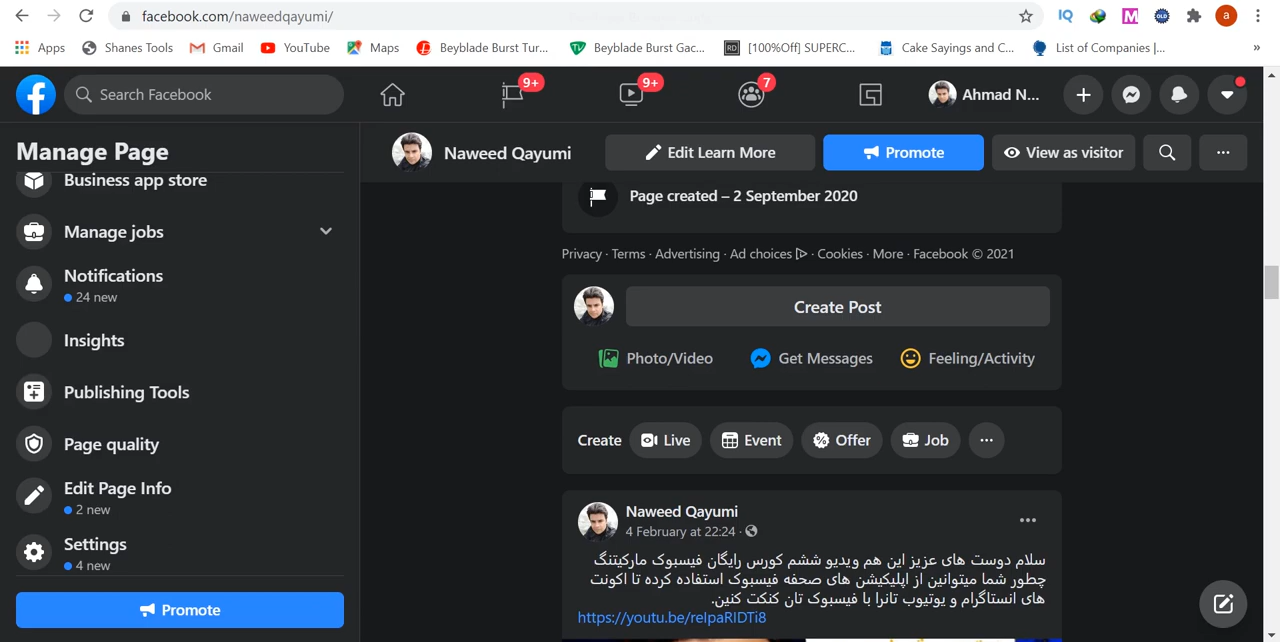 facebook.com/naweedqayumi/
IQ
M
OLD
a
Apps
Shanes Tools
Gmail
YouTube
Maps
Beyblade Burst Tur...
Beyblade Burst Gac...
RD
[100%Off] SUPERC...
Cake Sayings and C...
List of Companies |...
»
f
Search Facebook
9+
9+
7
Ahmad N...
Manage Page
Business app store
Manage jobs
Notifications
24 new
Insights
Publishing Tools
Page quality
Edit Page Info
2 new
Settings
4 new
Promote
Naweed Qayumi
Edit Learn More
Promote
View as visitor
Page created – 2 September 2020
Privacy · Terms · Advertising · Ad choices · Cookies · More · Facebook © 2021
Create Post
Photo/Video
Get Messages
Feeling/Activity
Create
Live
Event
Offer
Job
Naweed Qayumi
4 February at 22:24 ·
سلام دوست های عزیز این هم ویدیو ششم کورس رایگان فیسبوک مارکیتنگ
چطور شما میتوانین از اپلیکیشن های صحفه فیسبوک استفاده کرده تا اکونت
های انستاگرام و یوتیوب تانرا با فیسبوک تان کنکت کنین.
https://youtu.be/relpaRlDTi8